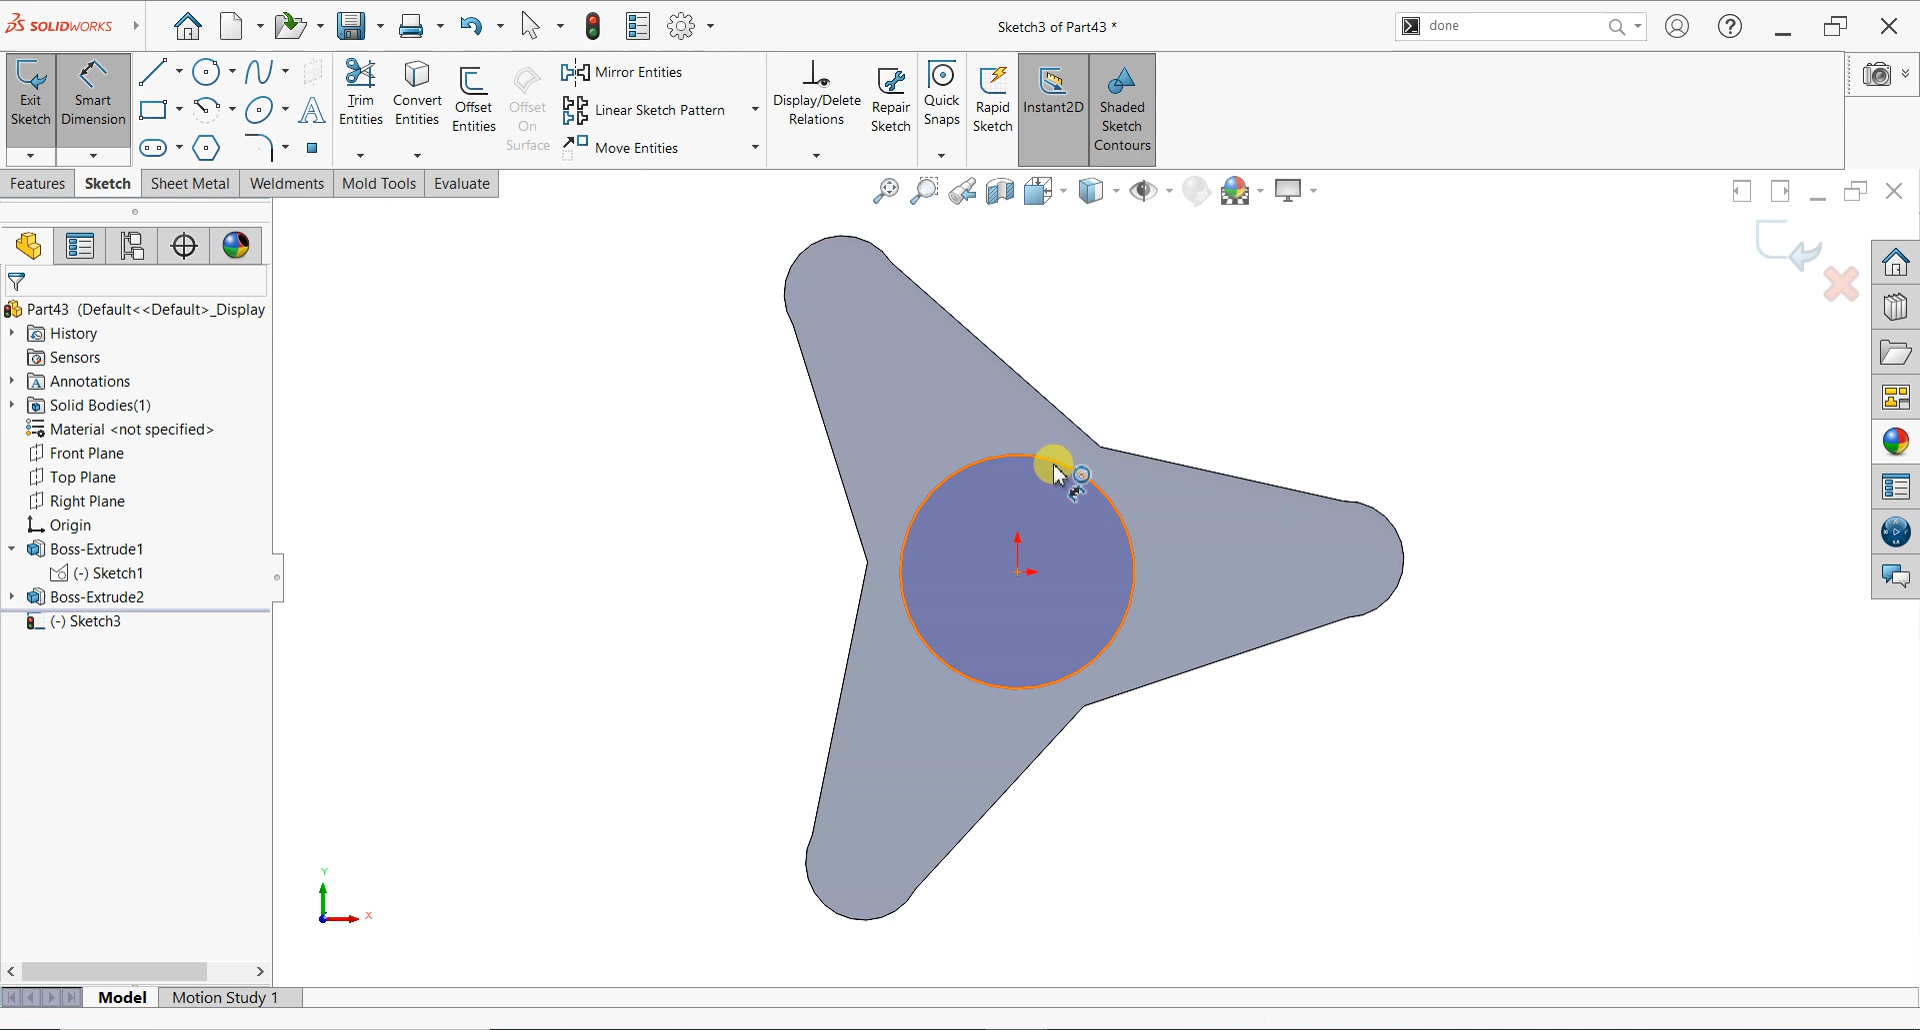 SOLIDWORKS
Sketch3 of Part43 *
done
Exit
Sketch
Smart
Dimension
Trim
Entities
Convert
Entities
Offset
Entities
Offset
On
Surface
Mirror Entities
Linear Sketch Pattern
Move Entities
Display/Delete
Relations
Repair
Sketch
Quick
Snaps
Rapid
Sketch
Instant2D
Shaded
Sketch
Contours
Features
Sketch
Sheet Metal
Weldments
Mold Tools
Evaluate
Part43 (Default<<Default>_Display
History
Sensors
Annotations
Solid Bodies(1)
Material <not specified>
Front Plane
Top Plane
Right Plane
Origin
Boss-Extrude1
(-) Sketch1
Boss-Extrude2
(-) Sketch3
Y
X
Model
Motion Study 1